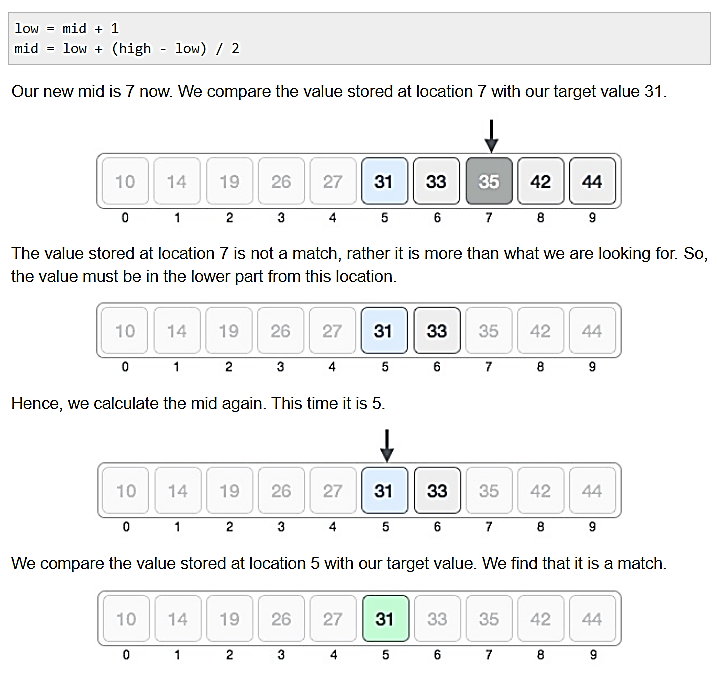 low = mid + 1
mid = low + (high - low) / 2
Our new mid is 7 now. We compare the value stored at location 7 with our target value 31.
10 14 19 26 27 31 33 35 42 44
0 1 2 3 4 5 6 7 8 9
The value stored at location 7 is not a match, rather it is more than what we are looking for. So,
the value must be in the lower part from this location.
10 14 19 26 27 31 33 35 42 44
0 1 2 3 4 5 6 7 8 9
Hence, we calculate the mid again. This time it is 5.
10 14 19 26 27 31 33 35 42 44
0 1 2 3 4 5 6 7 8 9
We compare the value stored at location 5 with our target value. We find that it is a match.
10 14 19 26 27 31 33 35 42 44
0 1 2 3 4 5 6 7 8 9